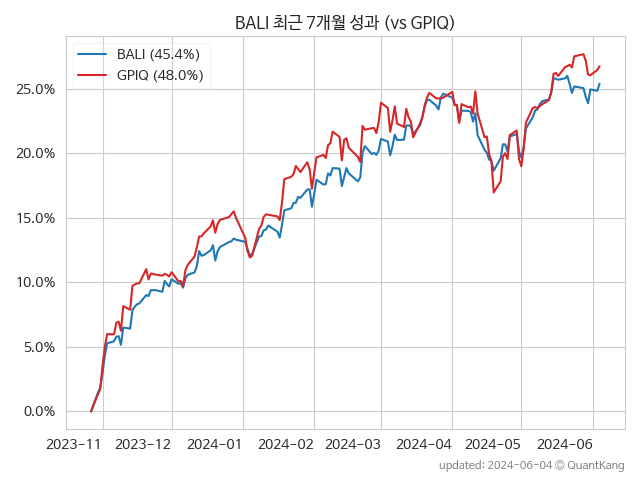 BALI 최근 7개월 성과 (vs GPIQ)
BALI (45.4%)
GPIQ (48.0%)
25.0%
20.0%
15.0%
10.0%
5.0%
0.0%
2023-11 2023-12 2024-01 2024-02 2024-03 2024-04 2024-05 2024-06
updated: 2024-06-04 © QuantKang